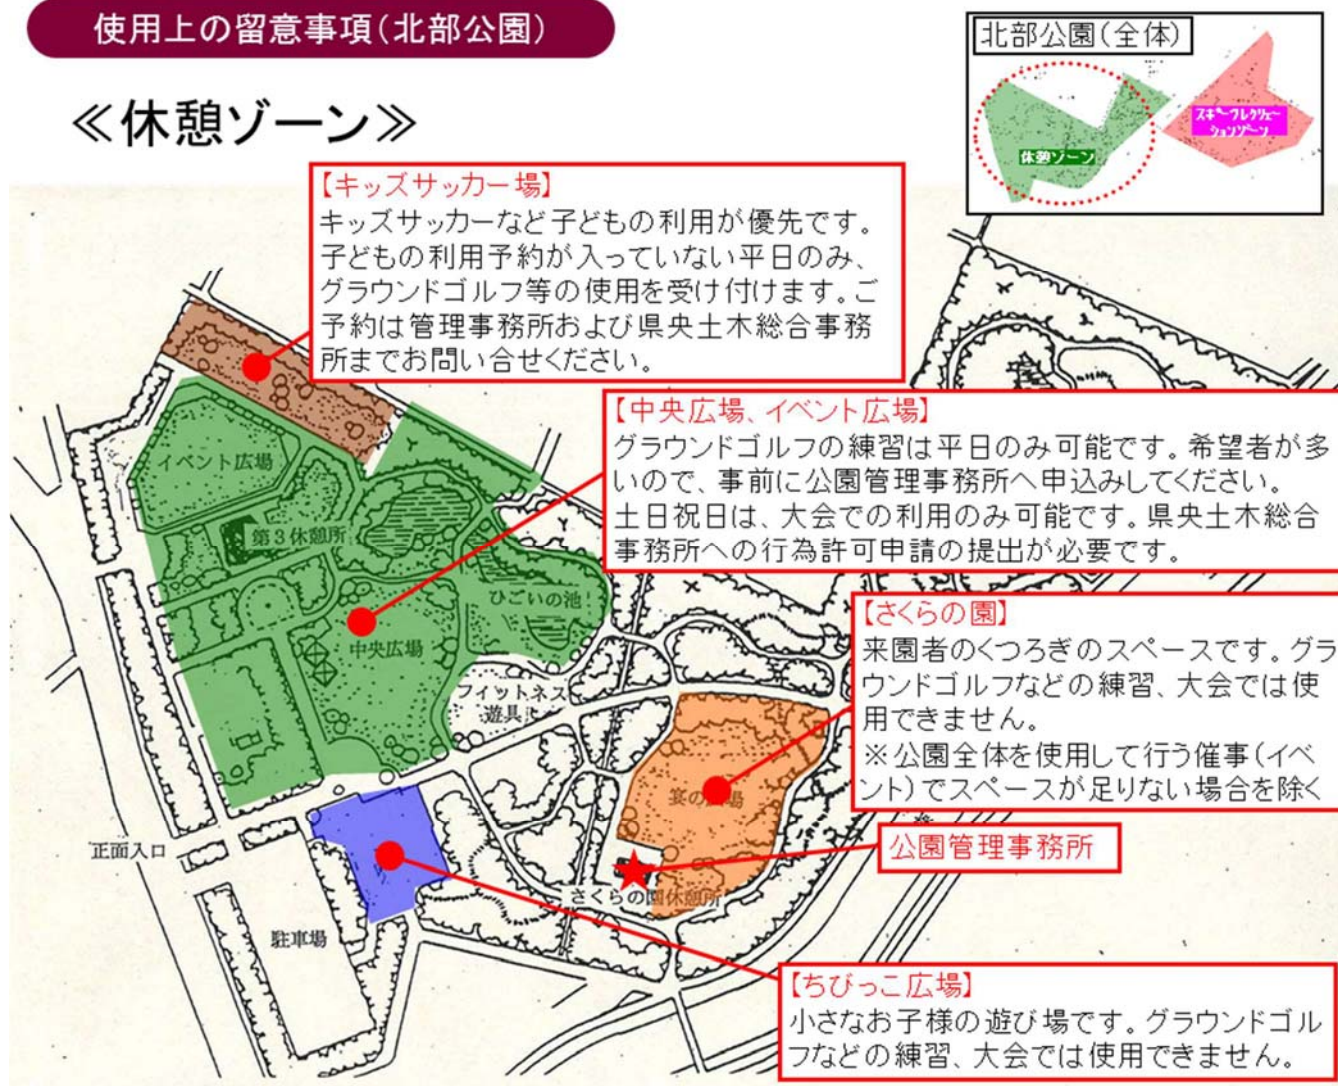 使用上の留意事項(北部公園)
北部公園(全体)
スポーツレクリエー
ションゾーン
休憩ゾーン
≪休憩ゾーン≫
【キッズサッカー場】
キッズサッカーなど子どもの利用が優先です。
子どもの利用予約が入っていない平日のみ、
グラウンドゴルフ等の使用を受け付けます。ご
予約は管理事務所および県央土木総合事務
所までお問い合せください。
【中央広場、イベント広場】
グラウンドゴルフの練習は平日のみ可能です。希望者が多
いので、事前に公園管理事務所へ申込みしてください。
土日祝日は、大会での利用のみ可能です。県央土木総合
事務所への行為許可申請の提出が必要です。
イベント広場
第3休憩所
ひごいの池
中央広場
フィットネス
遊具
【さくらの園】
来園者のくつろぎのスペースです。グラ
ウンドゴルフなどの練習、大会では使
用できません。
※公園全体を使用して行う催事(イベ
ント)でスペースが足りない場合を除く
宴の広場
公園管理事務所
正面入口
さくらの園休憩所
駐車場
【ちびっこ広場】
小さなお子様の遊び場です。グラウンドゴル
フなどの練習、大会では使用できません。